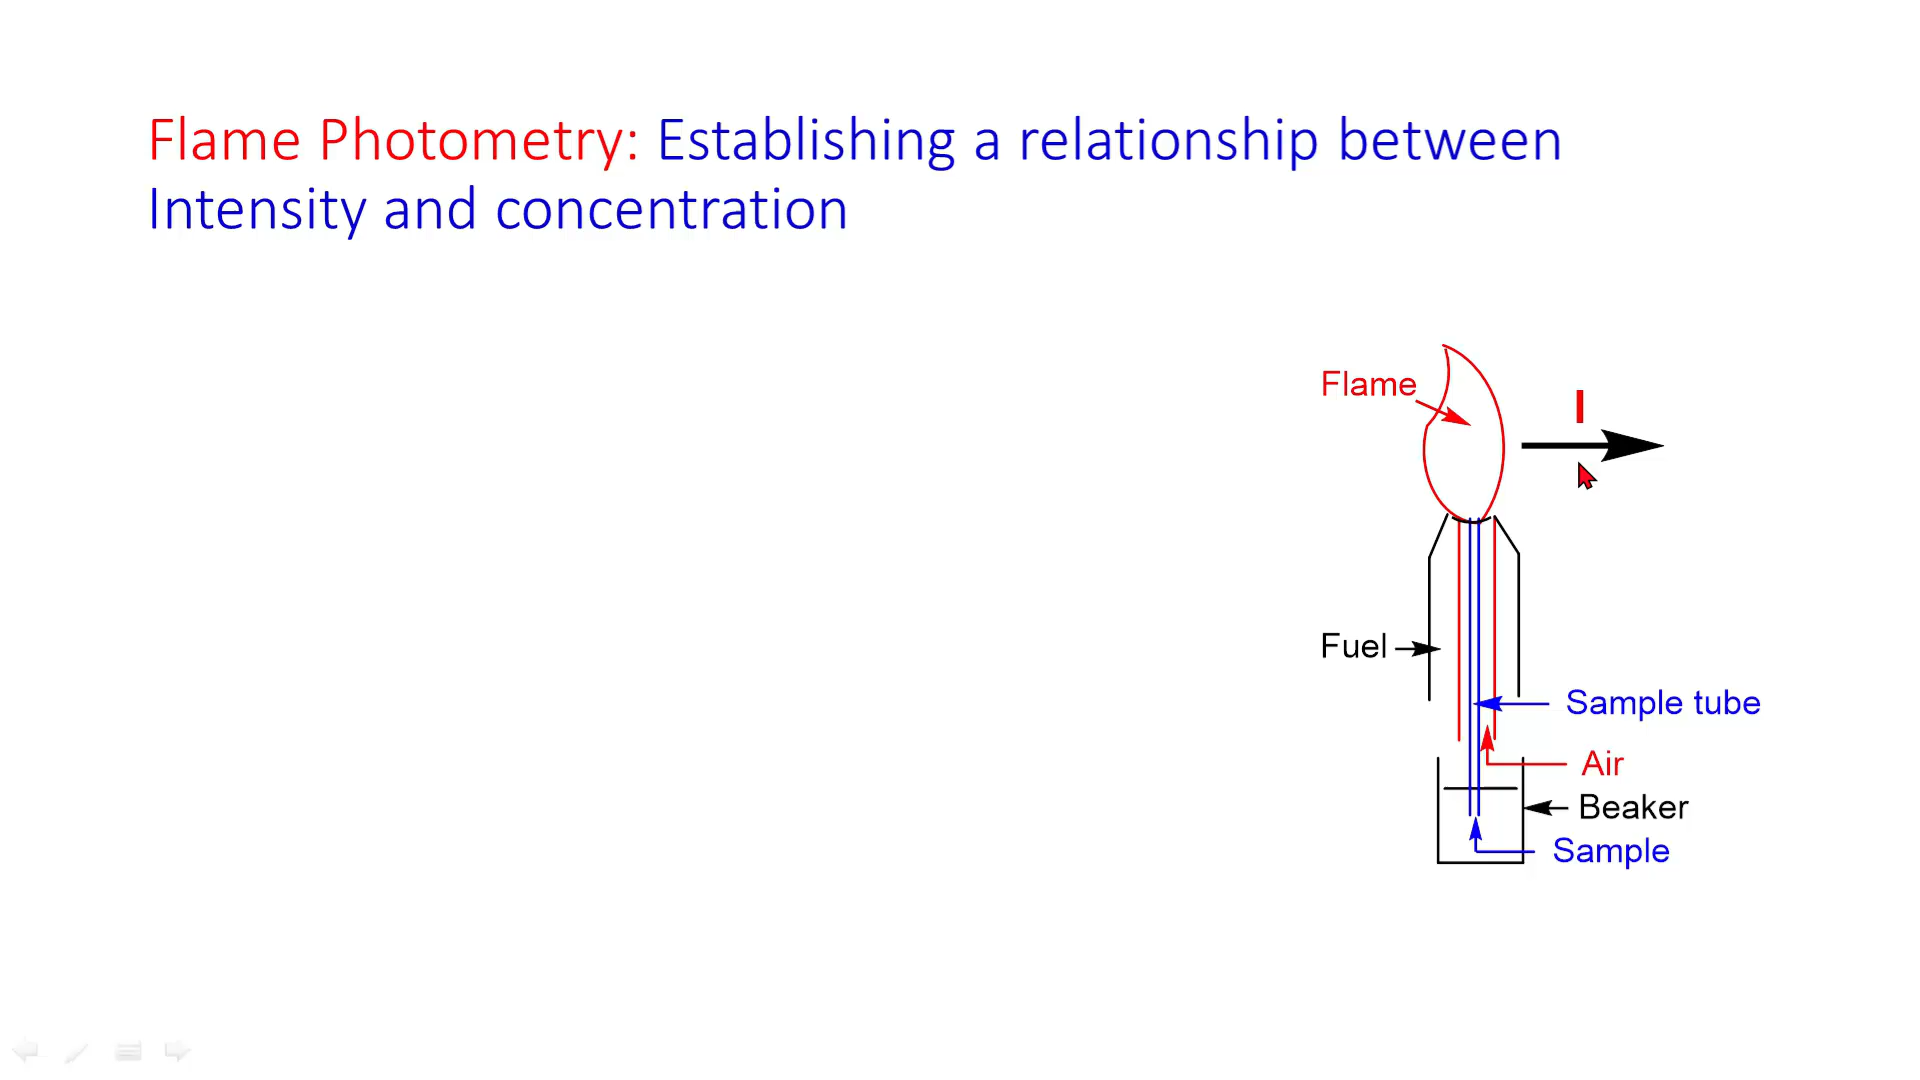 Flame Photometry: Establishing a relationship between
Intensity and concentration
Flame
I
Fuel
Sample tube
Air
Beaker
Sample